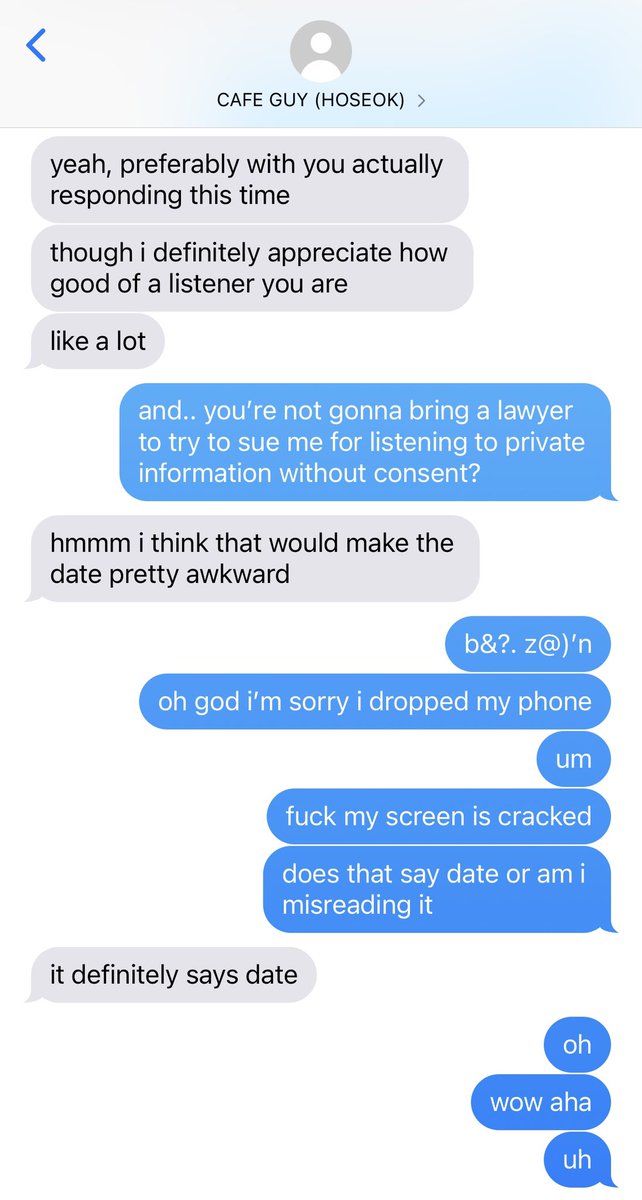 CAFE GUY (HOSEOK)
yeah, preferably with you actually
responding this time
though i definitely appreciate how
good of a listener you are
like a lot
and.. you’re not gonna bring a lawyer
to try to sue me for listening to private
information without consent?
hmmm i think that would make the
date pretty awkward
b&?. z@)’n
oh god i’m sorry i dropped my phone
um
fuck my screen is cracked
does that say date or am i
misreading it
it definitely says date
oh
wow aha
uh